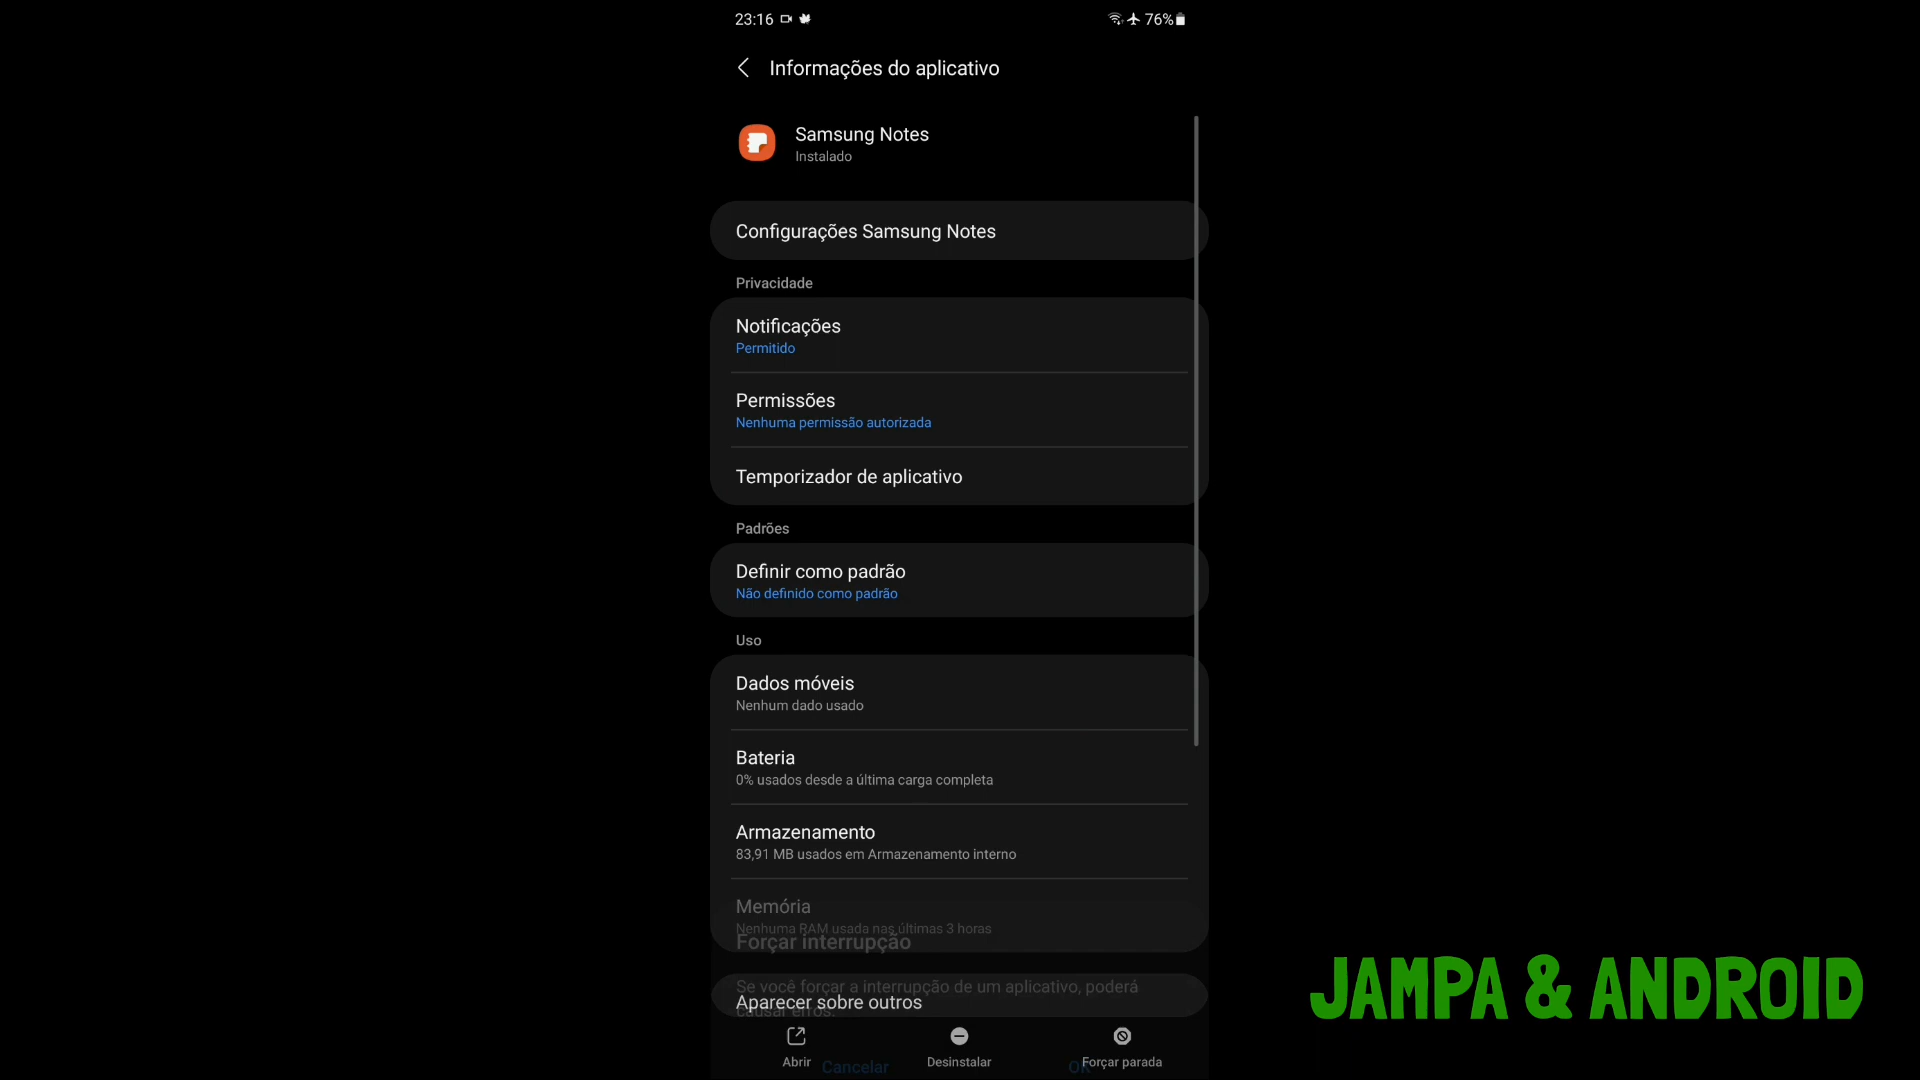 23:16
76%
Informações do aplicativo
Samsung Notes
Instalado
Configurações Samsung Notes
Privacidade
Notificações
Permitido
Permissões
Nenhuma permissão autorizada
Temporizador de aplicativo
Padrões
Definir como padrão
Não definido como padrão
Uso
Dados móveis
Nenhum dado usado
Bateria
0% usados desde a última carga completa
Armazenamento
83,91 MB usados em Armazenamento interno
Memória
Nenhuma RAM usada nas últimas 3 horas
Forçar interrupção
Se você forçar a interrupção de um aplicativo, poderá
causar erros.
Aparecer sobre outros
Abrir
Desinstalar
Forçar parada
Cancelar
OK
JAMPA & ANDROID